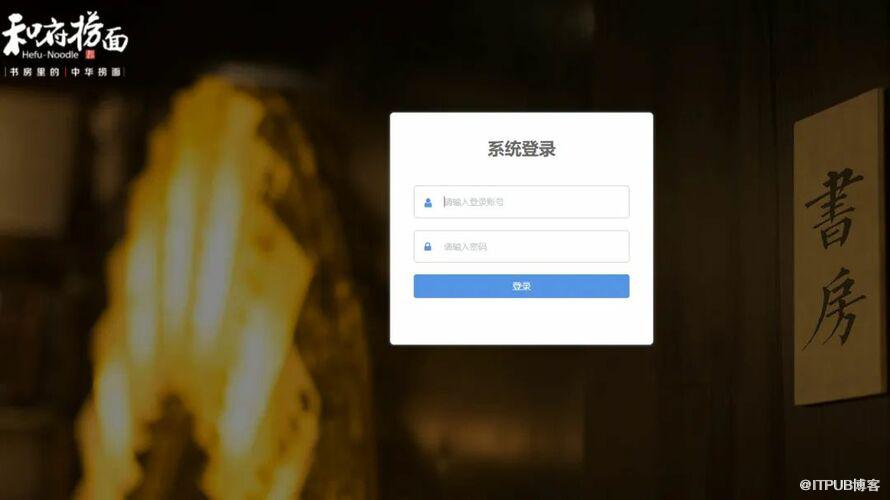 和府捞面
Hefu-Noodle
书房里的 中华捞面
系统登录
请输入登录账号
请输入密码
登录
書房
@ITPUB博客